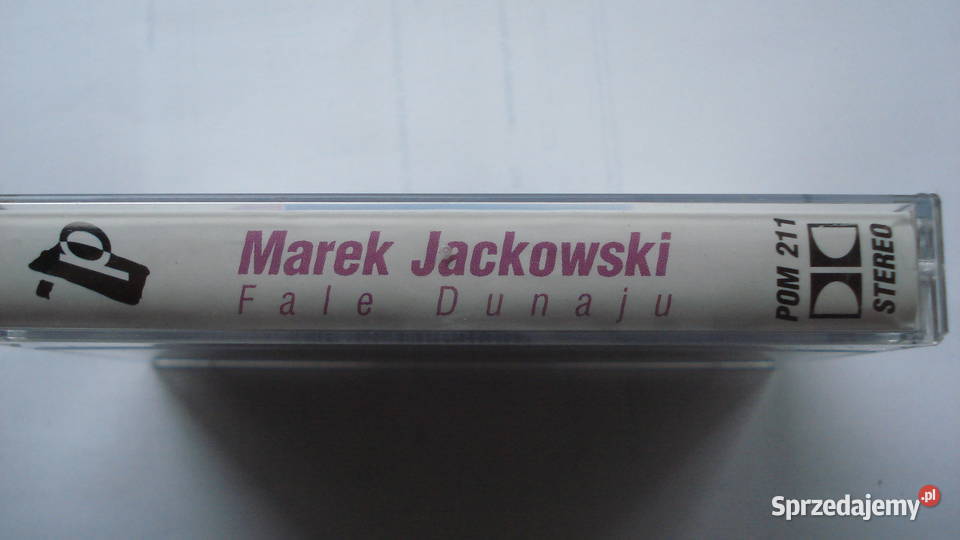 Marek Jackowski
Fale Dunaju
POM 211
STEREO
Sprzedajemy.pl